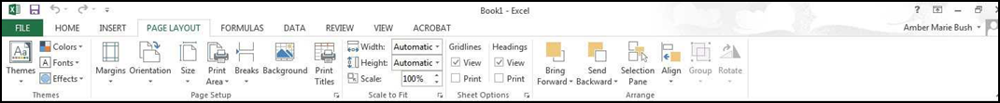 Book1 - Excel
?
FILE HOME INSERT PAGE LAYOUT FORMULAS DATA REVIEW VIEW ACROBAT
Amber Marie Bush
Aa
Themes
Colors
A Fonts
Effects
Themes
Margins
Orientation
Size
Print Area
Breaks
Background
Print Titles
Page Setup
Width: Automatic
Height: Automatic
Scale: 100%
Scale to Fit
Gridlines Headings
View View
Print Print
Sheet Options
Bring Forward
Send Backward
Selection Pane
Align
Group
Rotate
Arrange